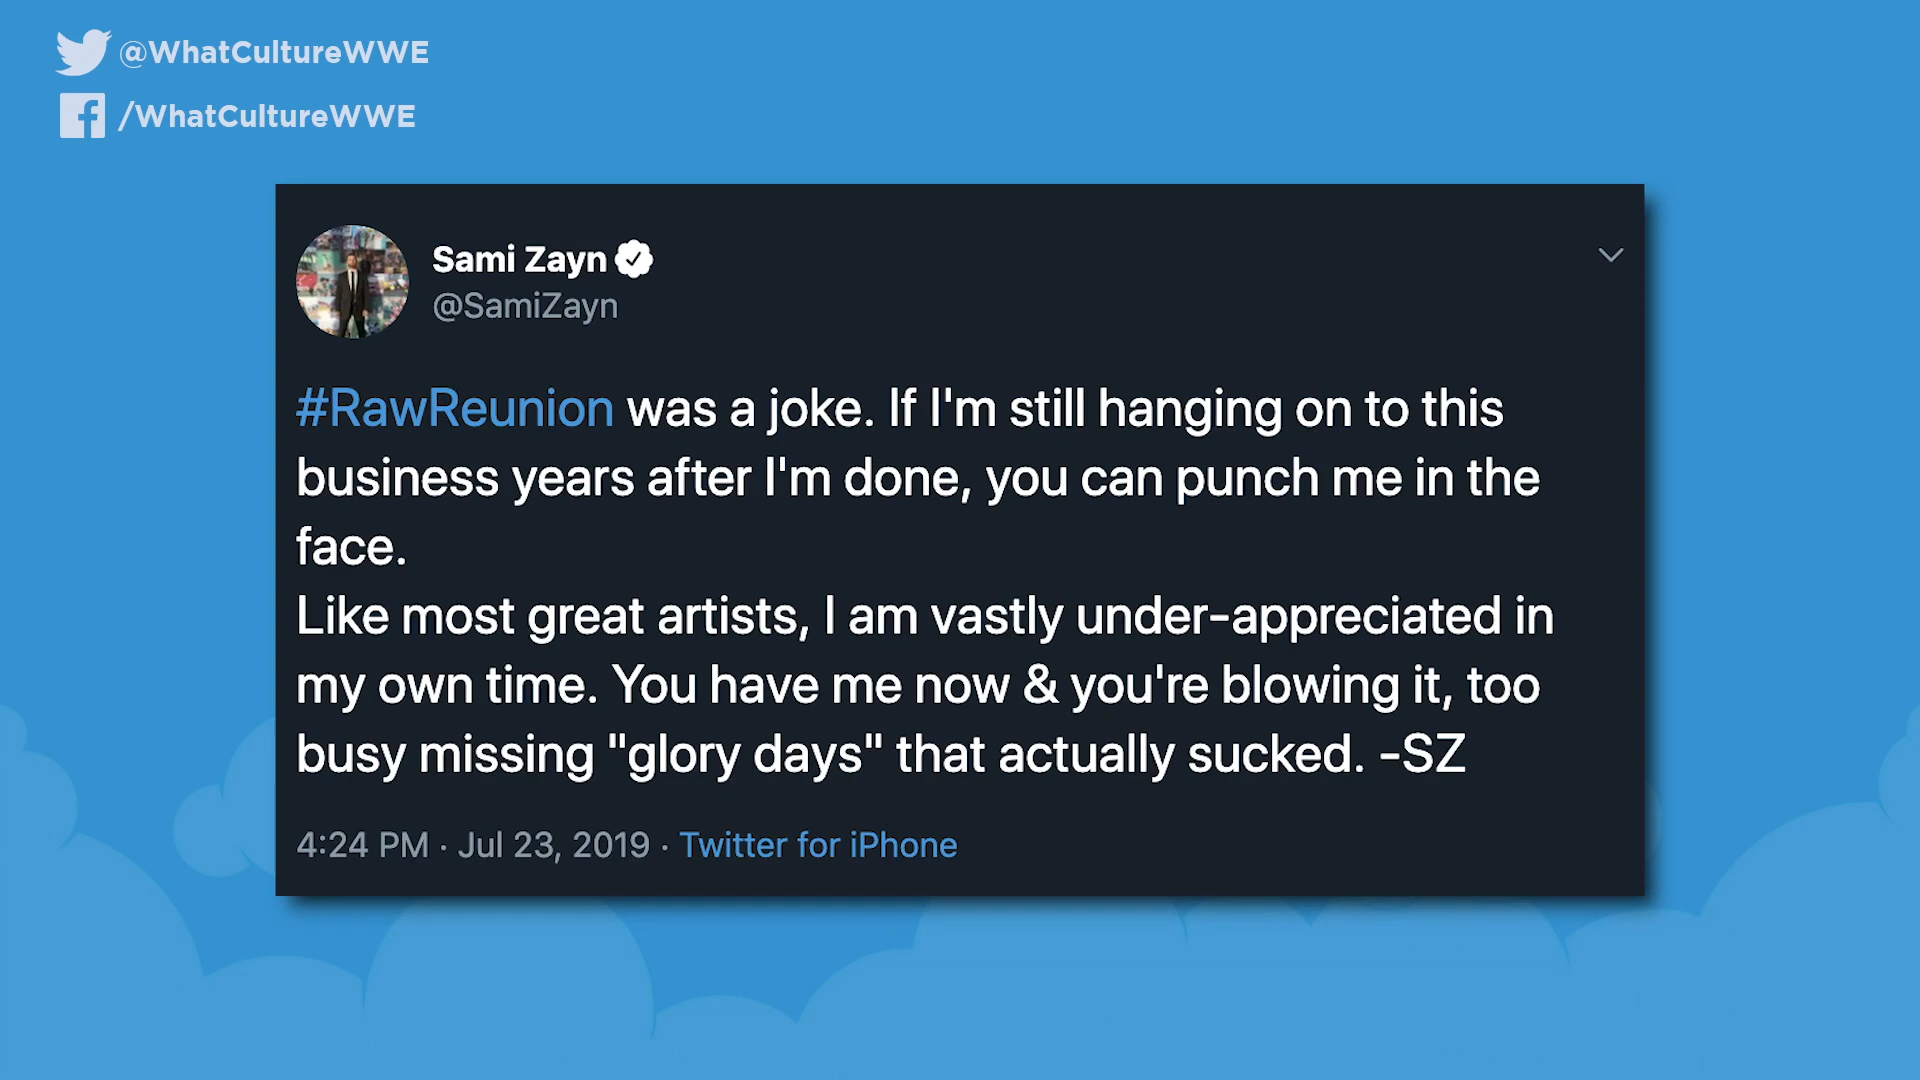 @WhatCultureWWE
/WhatCultureWWE
Sami Zayn
@SamiZayn
#RawReunion was a joke. If I'm still hanging on to this
business years after I'm done, you can punch me in the
face.
Like most great artists, I am vastly under-appreciated in
my own time. You have me now & you're blowing it, too
busy missing "glory days" that actually sucked. -SZ
4:24 PM · Jul 23, 2019 · Twitter for iPhone